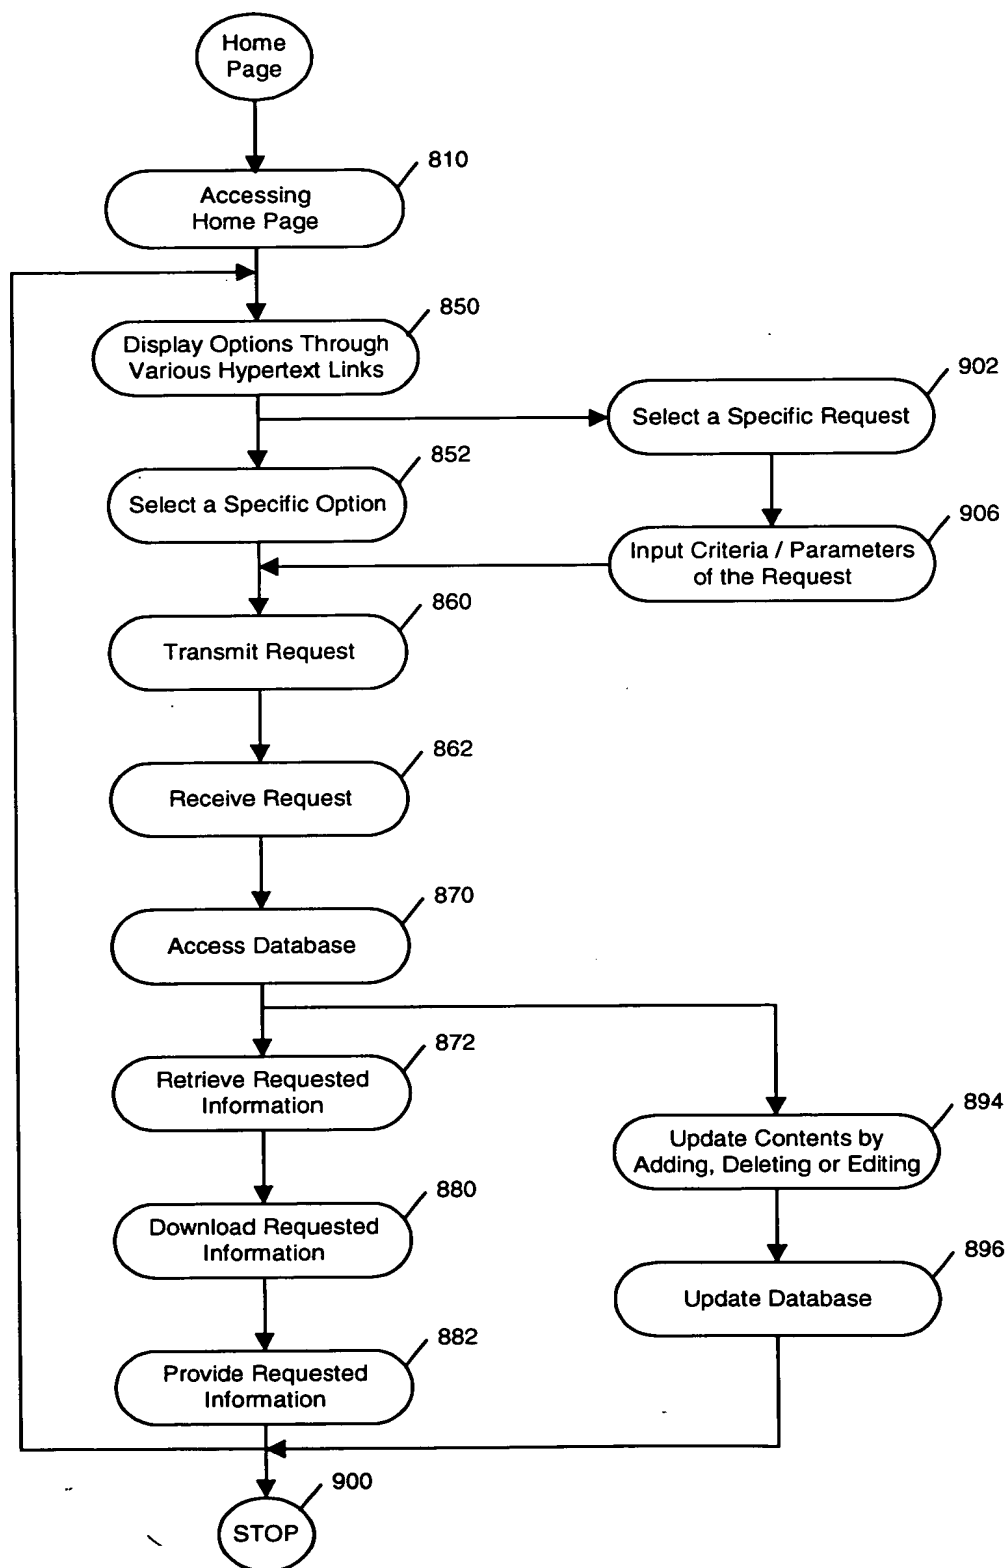 Home
Page
810
Accessing
Home Page
850
Display Options Through
Various Hypertext Links
902
Select a Specific Request
852
Select a Specific Option
906
Input Criteria / Parameters
of the Request
860
Transmit Request
862
Receive Request
870
Access Database
872
Retrieve Requested
Information
894
Update Contents by
Adding, Deleting or Editing
880
Download Requested
Information
896
Update Database
882
Provide Requested
Information
900
STOP